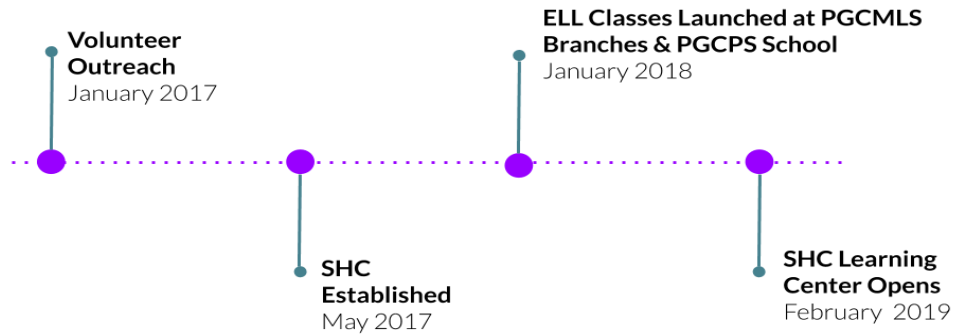 Volunteer
Outreach
January 2017
SHC
Established
May 2017
ELL Classes Launched at PGCMLS
Branches & PGCPS School
January 2018
SHC Learning
Center Opens
February 2019